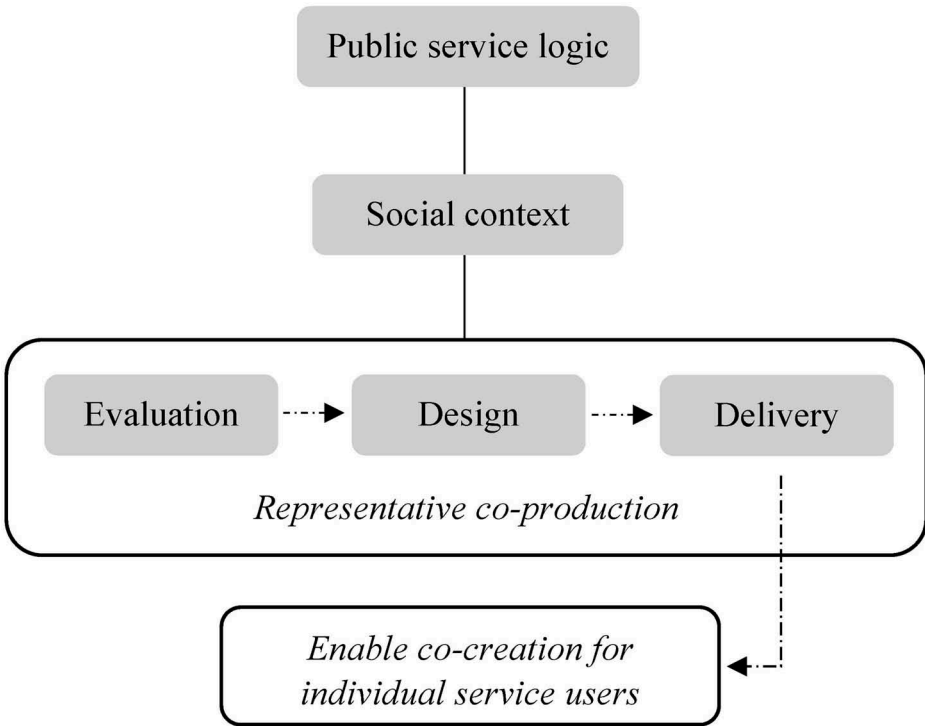 Public service logic
Social context
Evaluation
Design
Delivery
Representative co-production
Enable co-creation for
individual service users